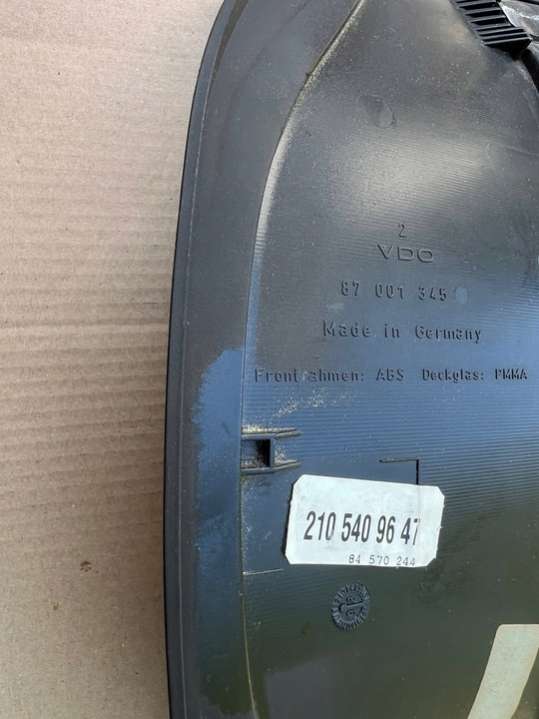 2
VDO
87 001 345
Made in Germany
Frontrahmen: ABS Deckglas: PMMA
210 540 96 47
84 570 244